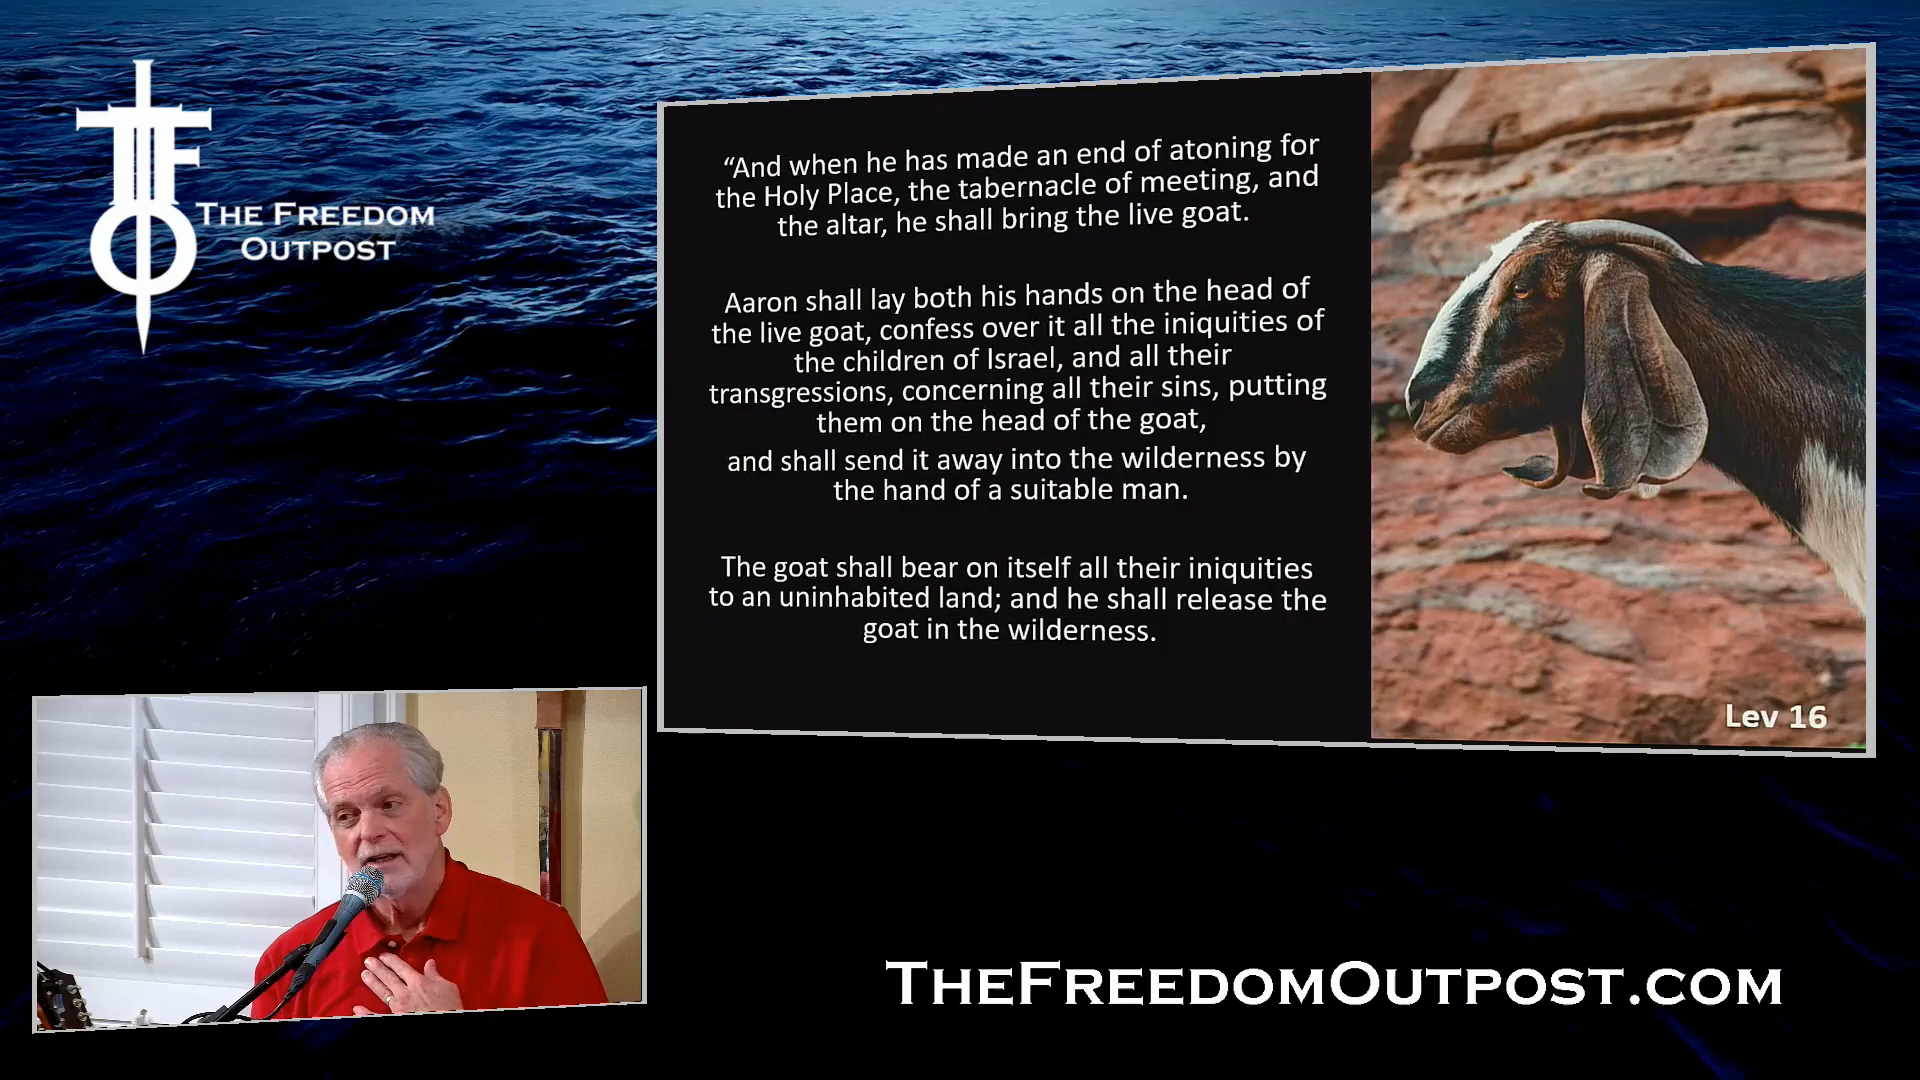 THE FREEDOM
OUTPOST
“And when he has made an end of atoning for
the Holy Place, the tabernacle of meeting, and
the altar, he shall bring the live goat.
Aaron shall lay both his hands on the head of
the live goat, confess over it all the iniquities of
the children of Israel, and all their
transgressions, concerning all their sins, putting
them on the head of the goat,
and shall send it away into the wilderness by
the hand of a suitable man.
The goat shall bear on itself all their iniquities
to an uninhabited land; and he shall release the
goat in the wilderness.
Lev 16
THEFREEDOMOUTPOST.COM